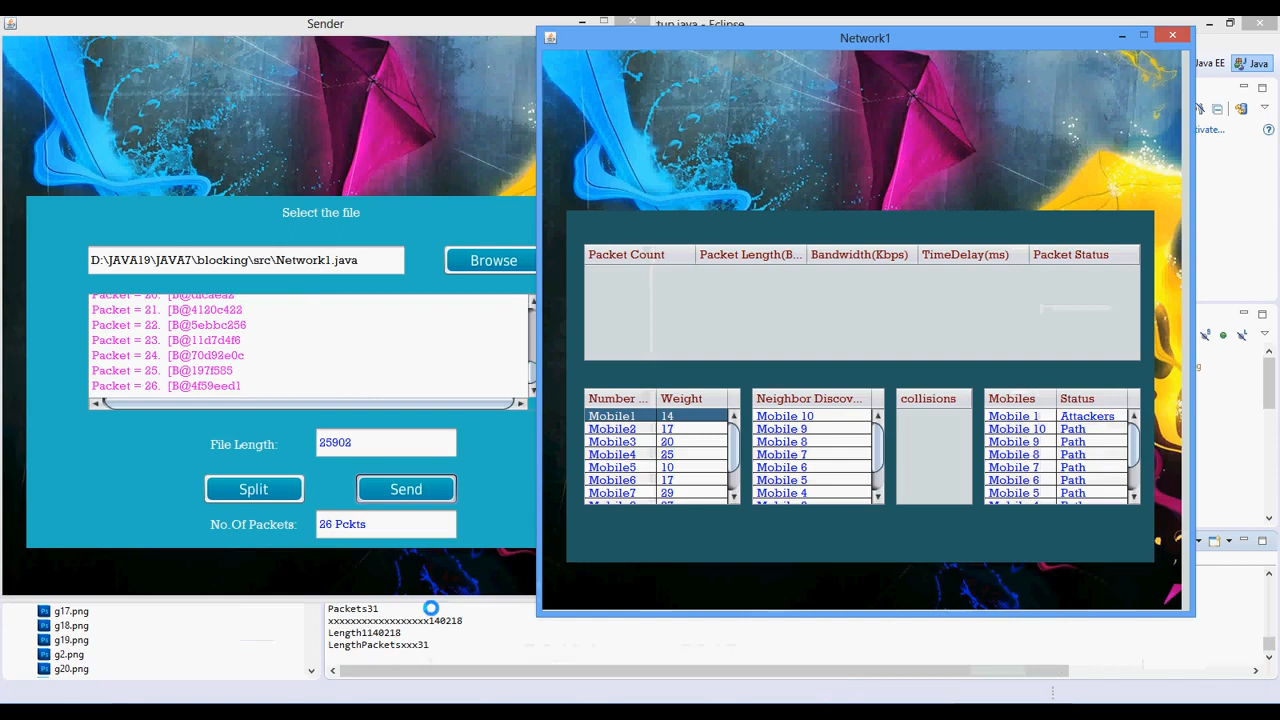 Sender
tup.java - Eclipse
Network1
Java EE
Java
ivate...
Select the file
D:\JAVA19\JAVA7\blocking\src\Network1.java
Browse
Packet = 21. [B@4120c422
Packet = 22. [B@5ebbc256
Packet = 23. [B@11d7d4f6
Packet = 24. [B@70d92e0c
Packet = 25. [B@197f585
Packet = 26. [B@4f59eed1
File Length:
25902
Split
Send
No.Of Packets:
26 Pckts
Packet Count Packet Length(B... Bandwidth(Kbps) TimeDelay(ms) Packet Status
Number ... Weight
Mobile1 14
Mobile2 17
Mobile3 20
Mobile4 25
Mobile5 10
Mobile6 17
Mobile7 29
Neighbor Discov...
Mobile 10
Mobile 9
Mobile 8
Mobile 7
Mobile 6
Mobile 5
Mobile 4
collisions
Mobiles Status
Mobile 1 Attackers
Mobile 10 Path
Mobile 9 Path
Mobile 8 Path
Mobile 7 Path
Mobile 6 Path
Mobile 5 Path
g17.png
g18.png
g19.png
g2.png
g20.png
Packets31
xxxxxxxxxxxxxxxxxx140218
Length1140218
LengthPacketsxxx31